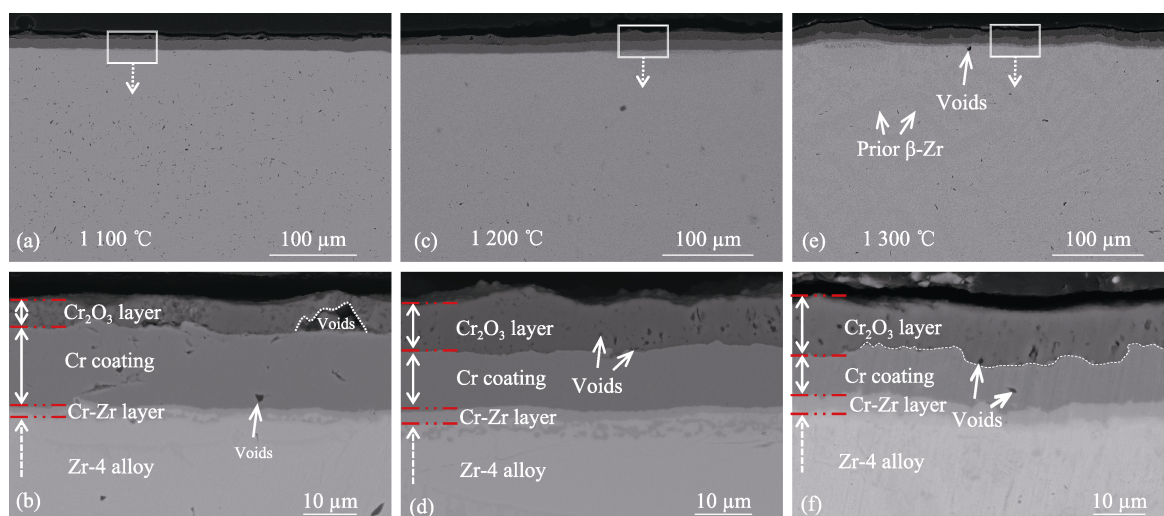 Voids
Prior β-Zr
(a)
1 100 ℃
100 µm
(c)
1 200 ℃
100 µm
(e)
1 300 ℃
100 µm
Cr₂O₃ layer
Voids
Cr coating
Cr-Zr layer
Voids
Zr-4 alloy
(b)
10 µm
Cr₂O₃ layer
Cr coating
Voids
Cr-Zr layer
Zr-4 alloy
(d)
10 µm
Cr₂O₃ layer
Cr coating
Cr-Zr layer
Voids
Zr-4 alloy
(f)
10 µm